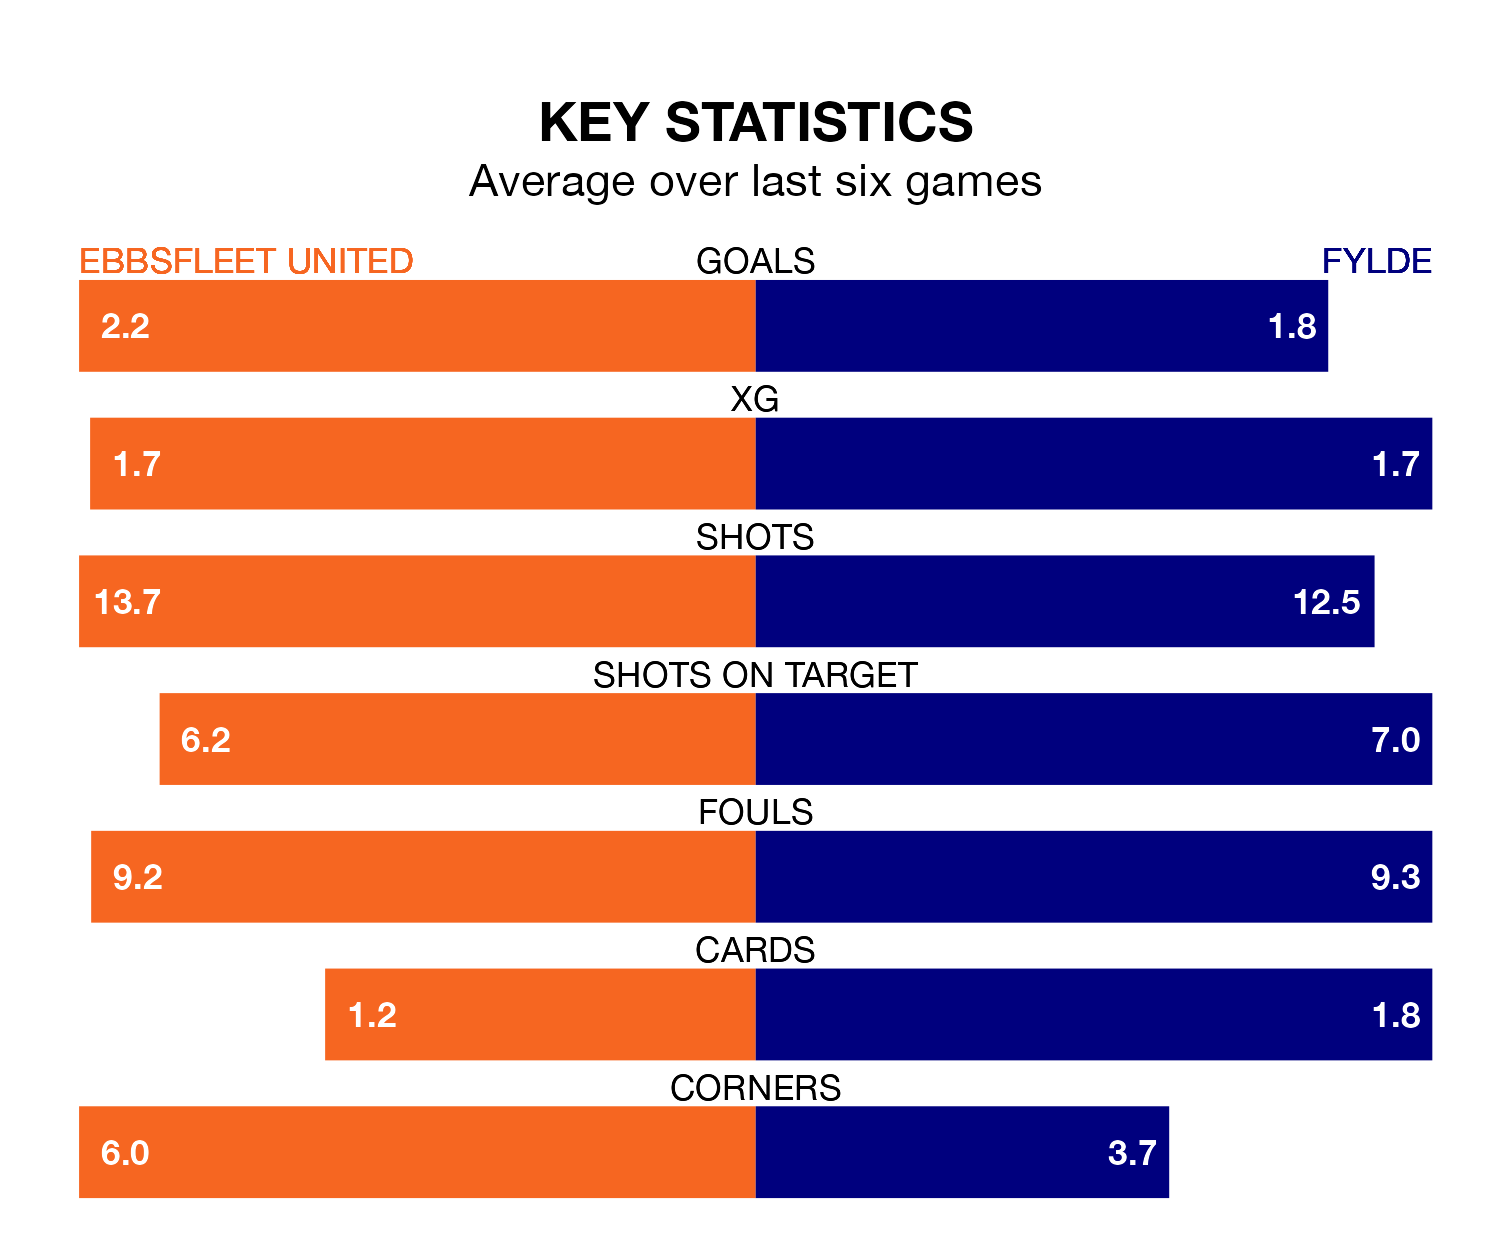 KEY STATISTICS
Average over last six games
EBBSFLEET UNITED GOALS FYLDE
2.2 1.8
XG
1.7 1.7
SHOTS
13.7 12.5
SHOTS ON TARGET
6.2 7.0
FOULS
9.2 9.3
CARDS
1.2 1.8
CORNERS
6.0 3.7